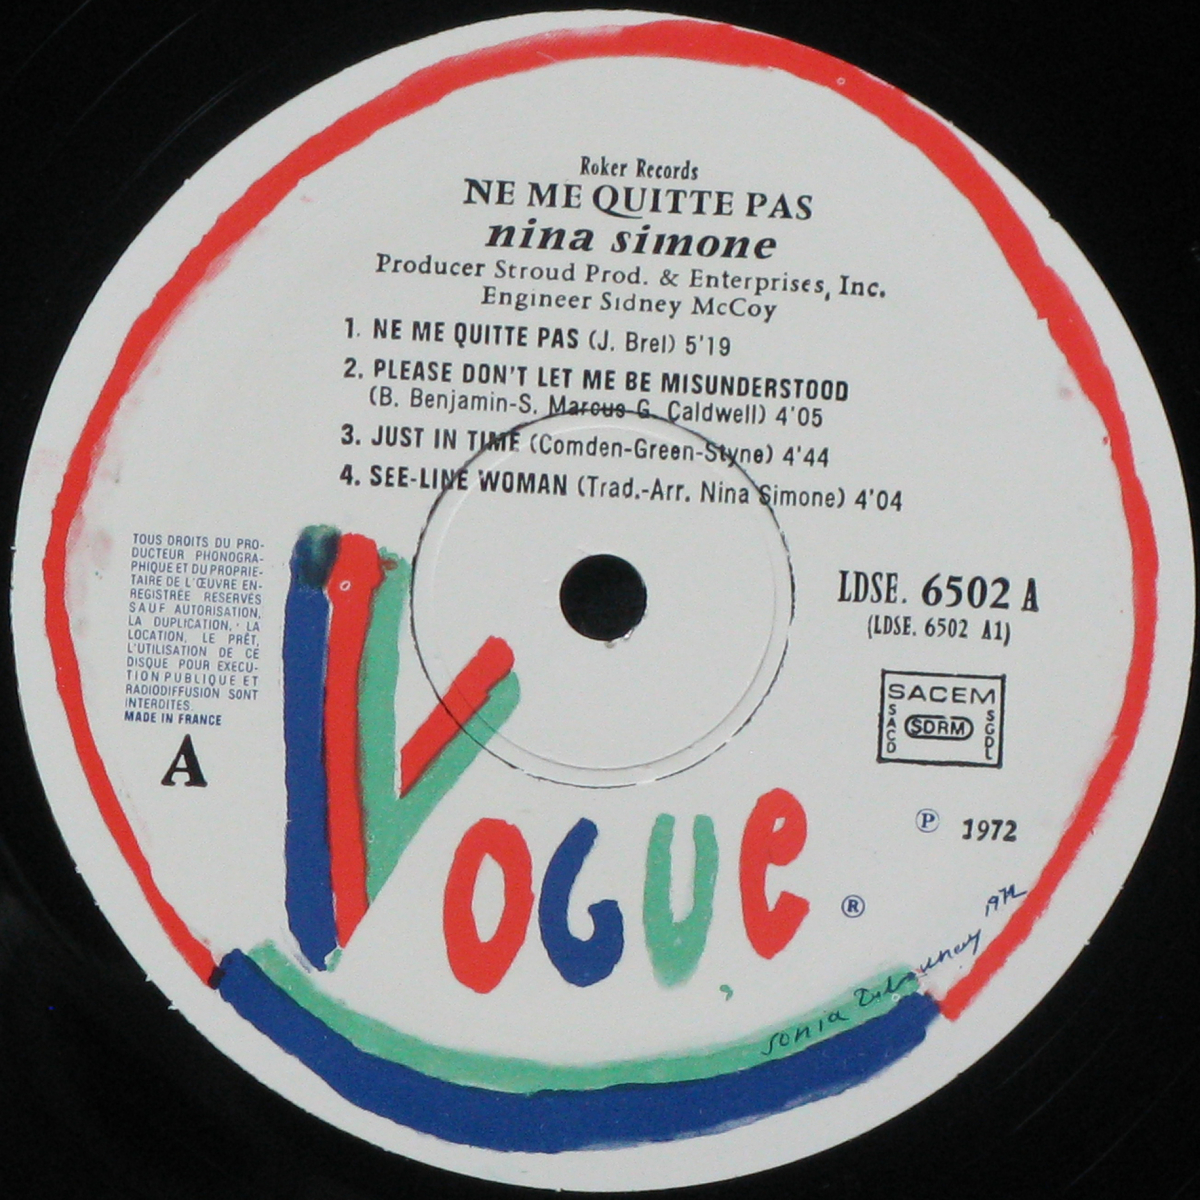 Roker Records
NE ME QUITTE PAS
nina simone
Producer Stroud Prod. & Enterprises, Inc.
Engineer Sidney McCoy
1. NE ME QUITTE PAS (J. Brel) 5'19
2. PLEASE DON'T LET ME BE MISUNDERSTOOD
(B. Benjamin-S. Marcus G. Caldwell) 4'05
3. JUST IN TIME (Comden-Green-Styne) 4'44
4. SEE-LINE WOMAN (Trad.-Arr. Nina Simone) 4'04
TOUS DROITS DU PRO-
DUCTEUR PHONOGRA-
PHIQUE ET DU PROPRIE-
TAIRE DE L'ŒUVRE EN-
REGISTRÉE RESERVÉS
SAUF AUTORISATION,
LA DUPLICATION, LA
LOCATION, LE PRÊT,
L'UTILISATION DE CE
DISQUE POUR EXECU-
TION PUBLIQUE ET
RADIODIFFUSION SONT
INTERDITES.
MADE IN FRANCE
A
LDSE. 6502 A
(LDSE. 6502 A1)
SACEM
SACD
SDRM
SGDL
℗ 1972
VOGUE
®
sonia Delaunay 1972